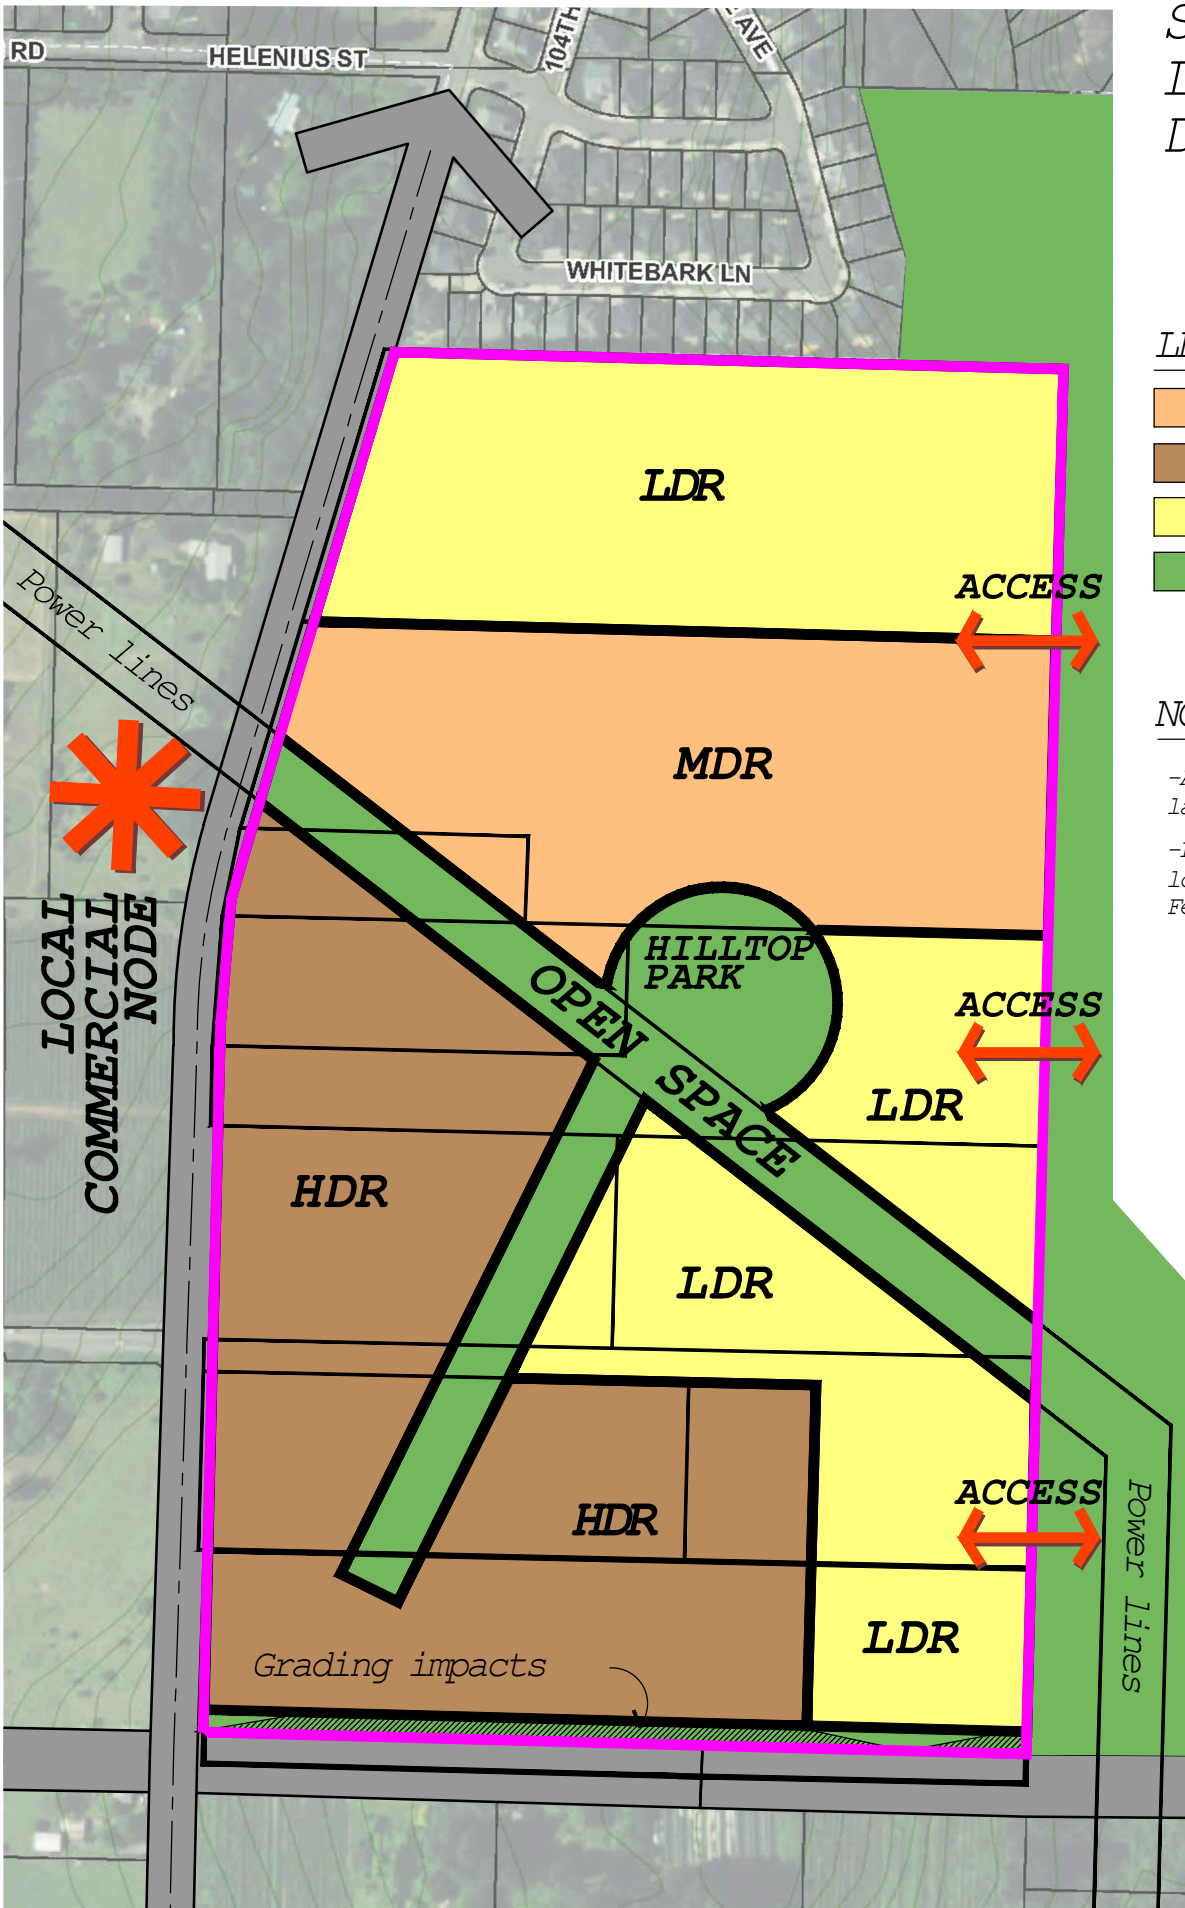 RD
HELENIUS ST
104TH
AVE
WHITEBARK LN
LDR
ACCESS
Power lines
MDR
LOCAL
COMMERCIAL
NODE
HILLTOP
PARK
OPEN SPACE
ACCESS
LDR
HDR
LDR
ACCESS
HDR
Power lines
LDR
Grading impacts